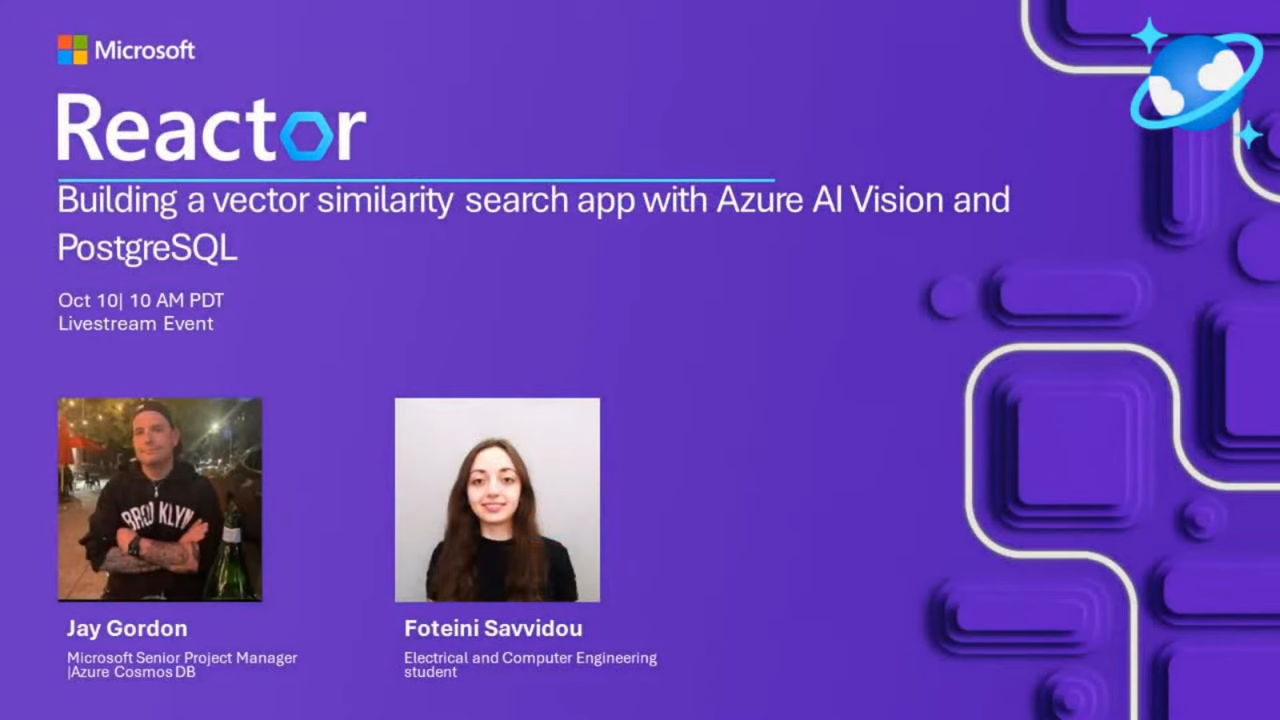 Microsoft
Reactor
Building a vector similarity search app with Azure AI Vision and
PostgreSQL
Oct 10| 10 AM PDT
Livestream Event
BROOKLYN
Jay Gordon
Microsoft Senior Project Manager
|Azure Cosmos DB
Foteini Savvidou
Electrical and Computer Engineering
student